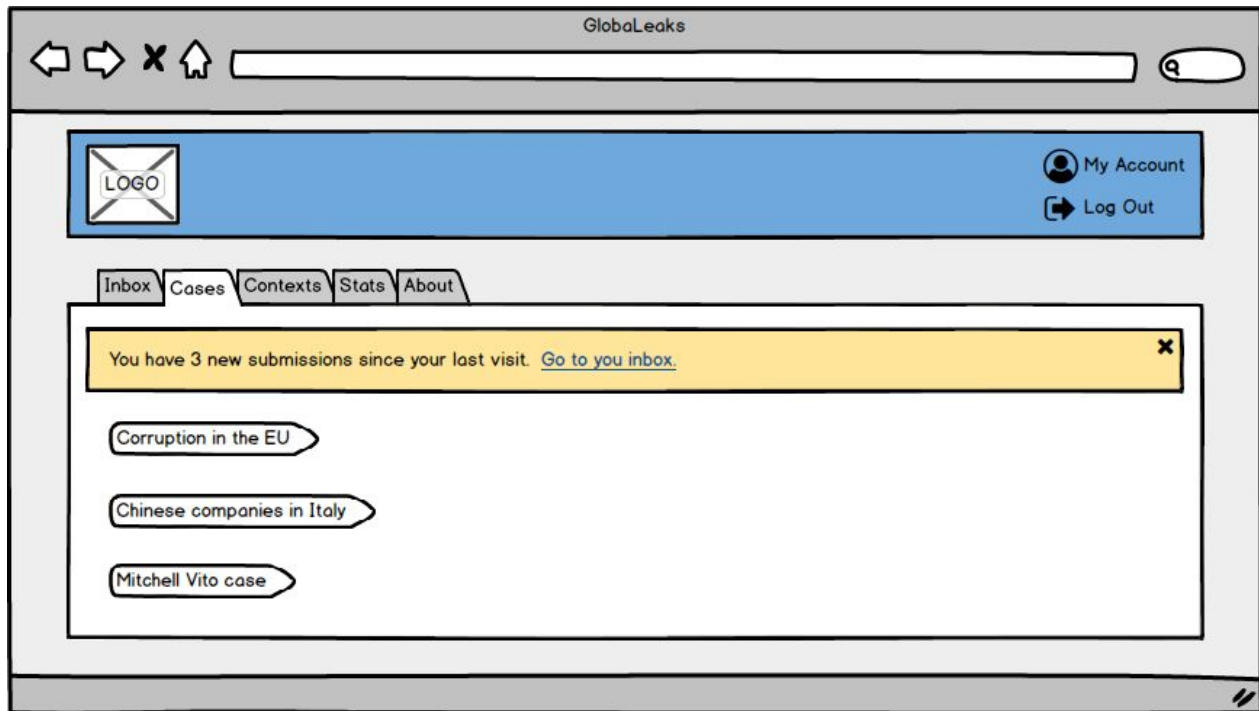 GlobaLeaks
LOGO
My Account
Log Out
Inbox Cases Contexts Stats About
You have 3 new submissions since your last visit. Go to you inbox.
Corruption in the EU
Chinese companies in Italy
Mitchell Vito case